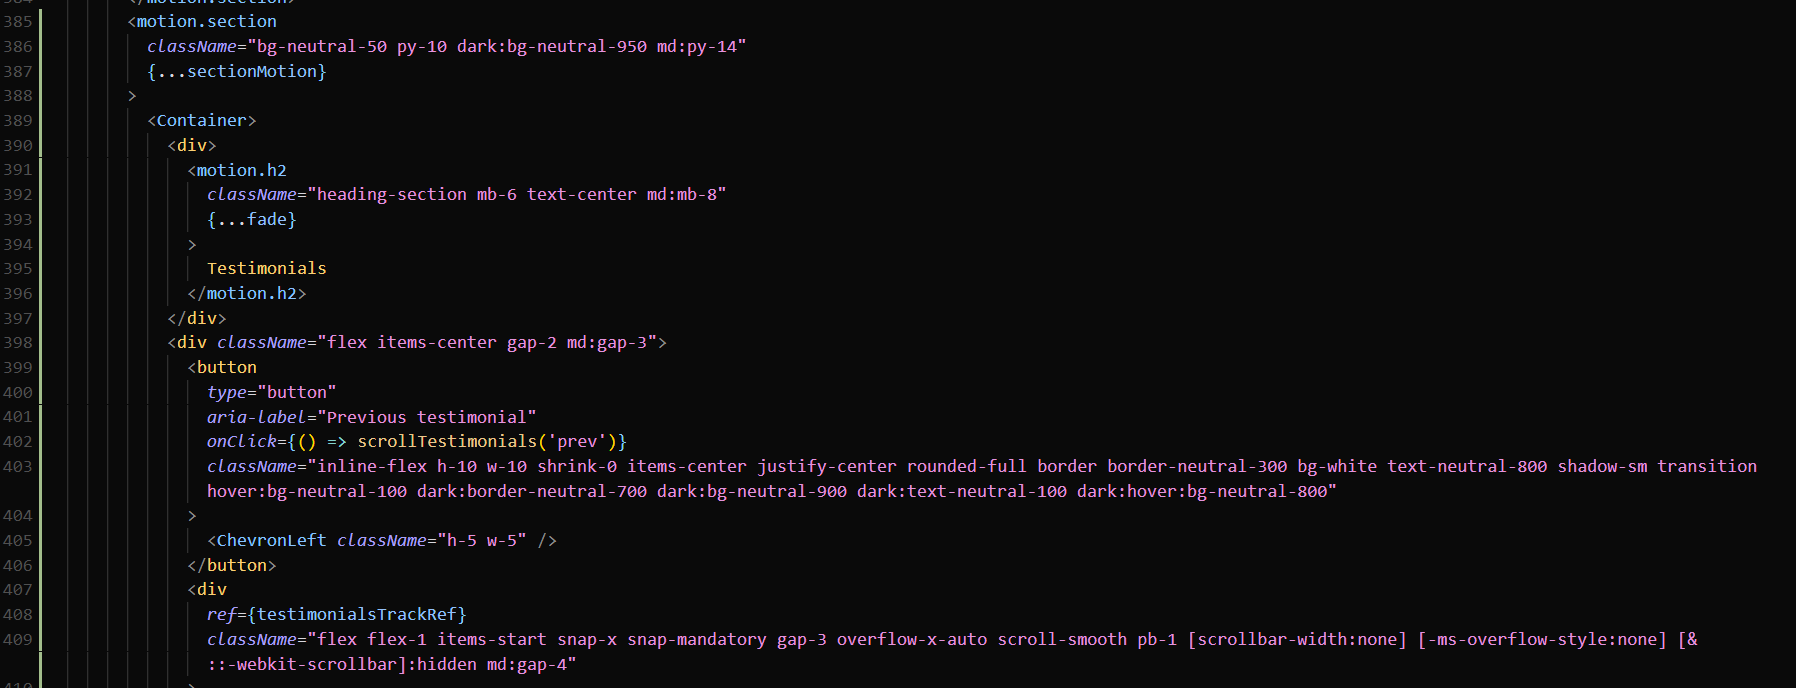 384 </motion.section>
385 <motion.section
386 className="bg-neutral-50 py-10 dark:bg-neutral-950 md:py-14"
387 {...sectionMotion}
388 >
389 <Container>
390 <div>
391 <motion.h2
392 className="heading-section mb-6 text-center md:mb-8"
393 {...fade}
394 >
395 Testimonials
396 </motion.h2>
397 </div>
398 <div className="flex items-center gap-2 md:gap-3">
399 <button
400 type="button"
401 aria-label="Previous testimonial"
402 onClick={() => scrollTestimonials('prev')}
403 className="inline-flex h-10 w-10 shrink-0 items-center justify-center rounded-full border border-neutral-300 bg-white text-neutral-800 shadow-sm transition
hover:bg-neutral-100 dark:border-neutral-700 dark:bg-neutral-900 dark:text-neutral-100 dark:hover:bg-neutral-800"
404 >
405 <ChevronLeft className="h-5 w-5" />
406 </button>
407 <div
408 ref={testimonialsTrackRef}
409 className="flex flex-1 items-start snap-x snap-mandatory gap-3 overflow-x-auto scroll-smooth pb-1 [scrollbar-width:none] [-ms-overflow-style:none] [&
::-webkit-scrollbar]:hidden md:gap-4"
410 >